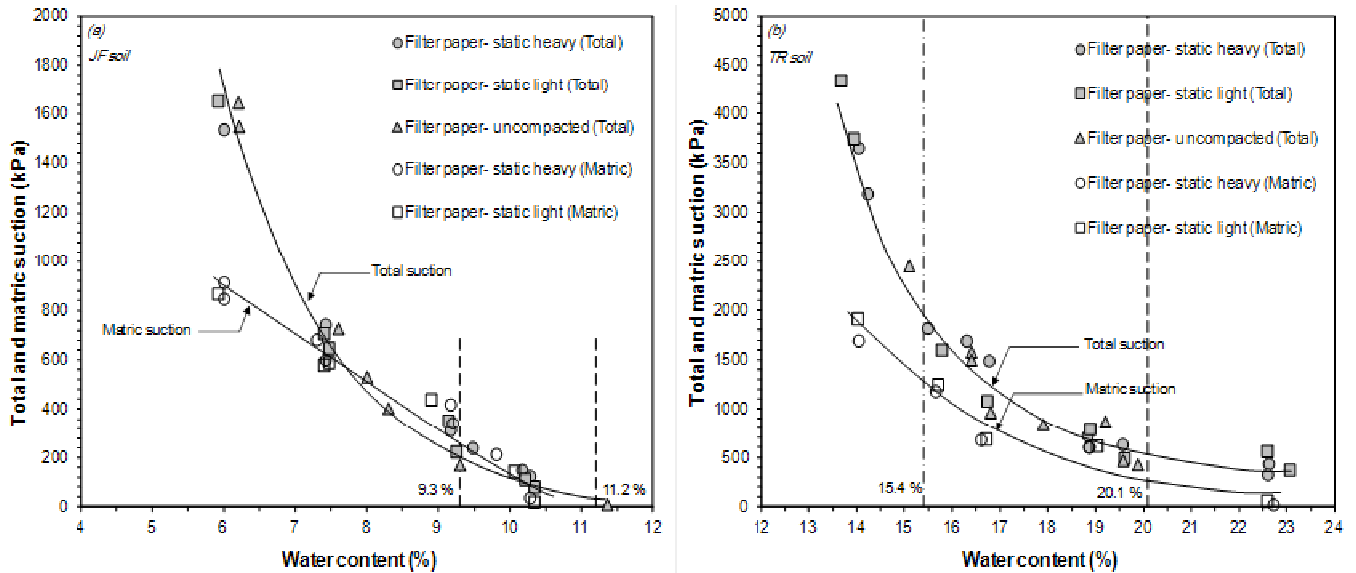 (a)
JF soil
Filter paper- static heavy (Total)
Filter paper- static light (Total)
Filter paper- uncompacted (Total)
Filter paper- static heavy (Matric)
Filter paper- static light (Matric)
Total suction
Matric suction
9.3 %
11.2 %
2000
1800
1600
1400
1200
1000
800
600
400
200
0
5 6 7 8 9 10 11 12
Total and matric suction (kPa)
Water content (%)
(b)
TR soil
Filter paper- static heavy (Total)
Filter paper- static light (Total)
Filter paper- uncompacted (Total)
Filter paper- static heavy (Matric)
Filter paper- static light (Matric)
Total suction
Matric suction
15.4 %
20.1 %
5000
4500
4000
3500
3000
2500
2000
1500
1000
500
0
12 13 14 15 16 17 18 19 20 21 22 23 24
Total and matric suction (kPa)
Water content (%)